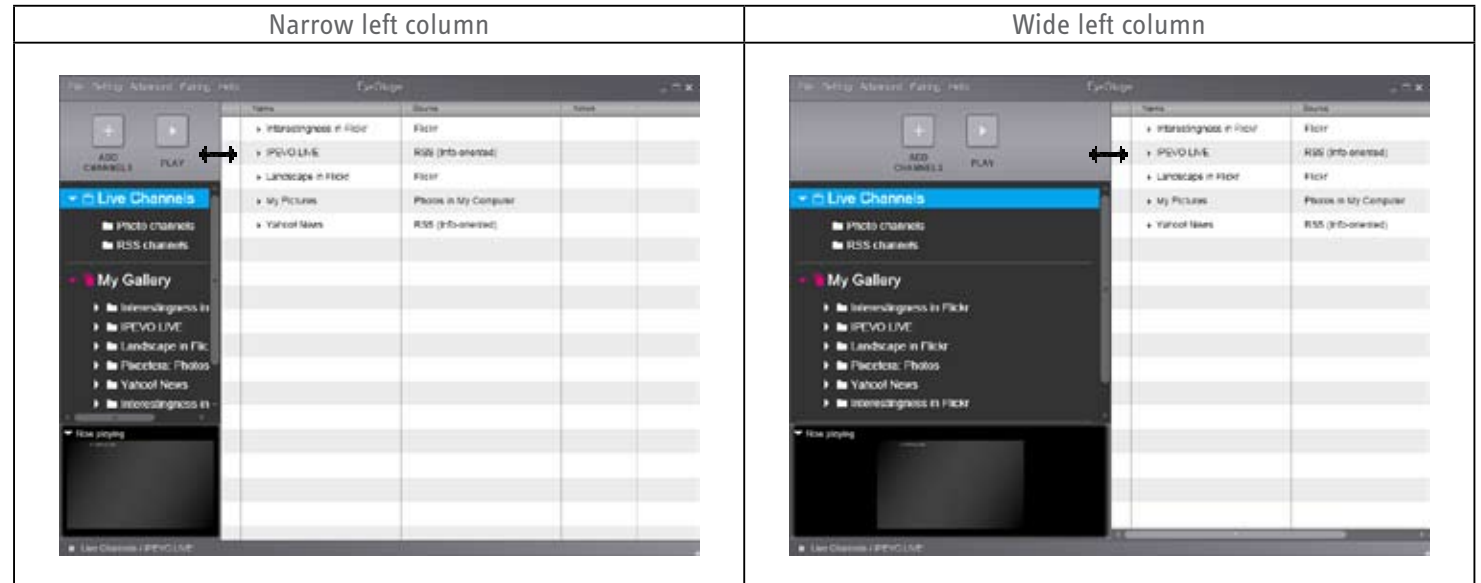 Narrow left column
Wide left column
File Setting Advanced Pairing Help EyeStage
Name Source
ADD CHANNELS PLAY
Interestingness in Flickr Flickr
IPEVO LIVE RSS (Info-oriented)
Landscape in Flickr Flickr
My Pictures Photos in My Computer
Yahoo! News RSS (Info-oriented)
Live Channels
Photo channels
RSS channels
My Gallery
Interestingness in
IPEVO LIVE
Landscape in Flic
Yahoo! News
Interestingness in
Now playing
Live Channels / IPEVO LIVE
File Setting Advanced Pairing Help EyeStage
Name Source
ADD CHANNELS PLAY
Interestingness in Flickr Flickr
IPEVO LIVE RSS (Info-oriented)
Landscape in Flickr Flickr
My Pictures Photos in My Computer
Yahoo! News RSS (Info-oriented)
Live Channels
Photo channels
RSS channels
My Gallery
Interestingness in Flickr
IPEVO LIVE
Landscape in Flickr
Yahoo! News
Interestingness in Flickr
Now playing
Live Channels / IPEVO LIVE